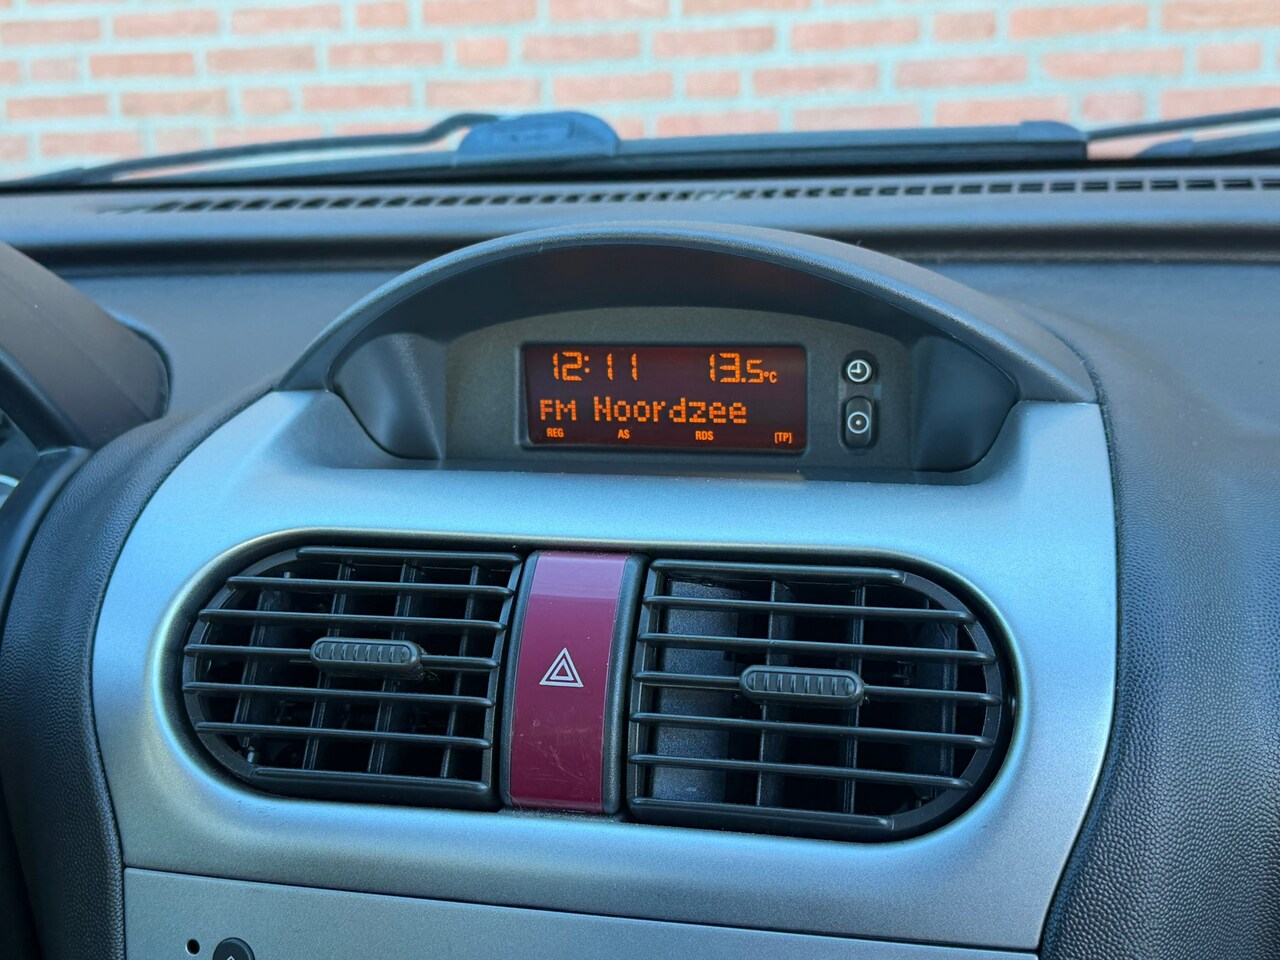 12:11 13.5°C
FM Noordzee
REG AS RDS [TP]